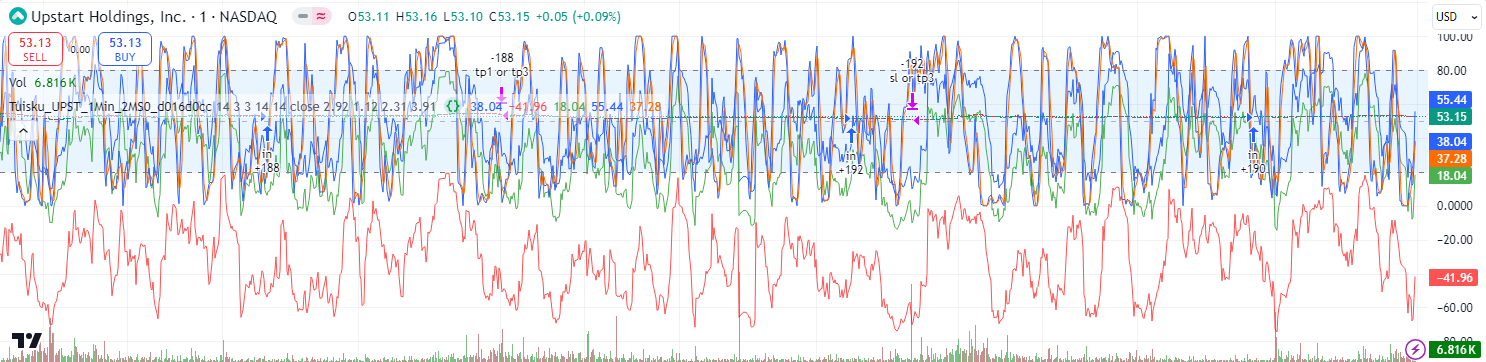 Upstart Holdings, Inc. · 1 · NASDAQ O53.11 H53.16 L53.10 C53.15 +0.05 (+0.09%)
USD
53.13
SELL
0.00
53.13
BUY
Vol 6.816 K
Tuisku_UPST_1Min_2MS0_d016d0cc 14 3 3 14 14 close 2.92 1.12 2.31 3.91 {} 38.04 −41.96 18.04 55.44 37.28
-188
tp1 or tp3
in
+188
-192
sl or tp3
in
+192
in
+190
100.00
80.00
55.44
53.15
38.04
37.28
18.04
0.0000
−20.00
−41.96
−60.00
−80.00
6.816 K